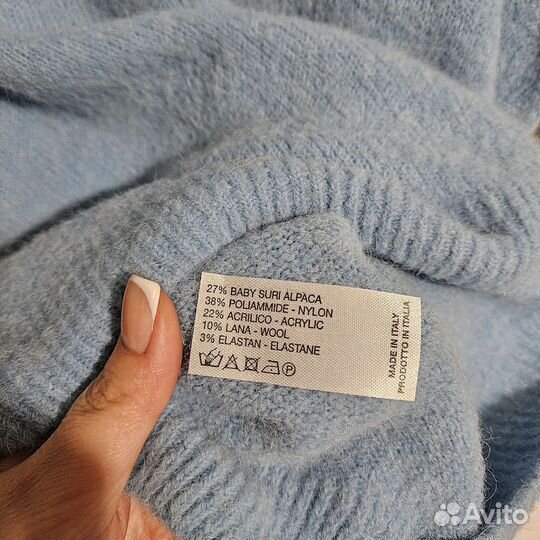 27% BABY SURI ALPACA
38% POLIAMMIDE - NYLON
22% ACRILICO - ACRYLIC
10% LANA - WOOL
3% ELASTAN - ELASTANE
MADE IN ITALY
PRODOTTO IN ITALIA
Avito